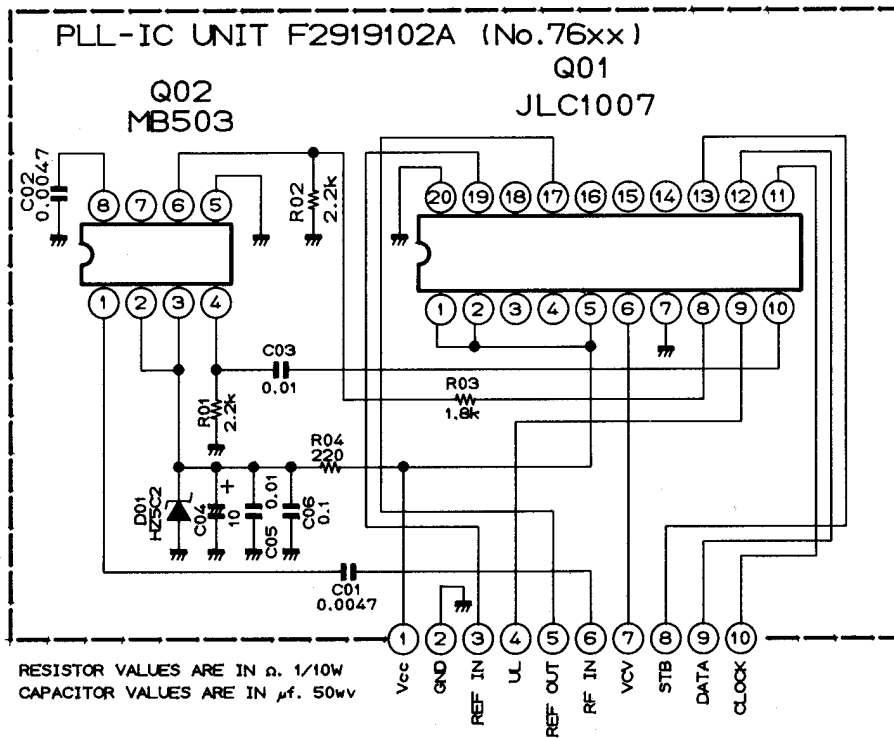 PLL-IC UNIT F2919102A (No.76xx)
Q01
JLC1007
Q02
MB503
C02
0.0047
R02
2.2k
8 7 6 5
20 19 18 17 16 15 14 13 12 11
1 2 3 4
1 2 3 4 5 6 7 8 9 10
C03
0.01
R03
1.8k
R01
2.2k
R04
220
D01
HZ5C2
C04
+
10
C05
0.01
C06
0.1
C01
0.0047
1 2 3 4 5 6 7 8 9 10
Vcc
GND
REF IN
UL
REF OUT
RF IN
VCV
STB
DATA
CLOCK
RESISTOR VALUES ARE IN Ω. 1/10W
CAPACITOR VALUES ARE IN μf. 50wv